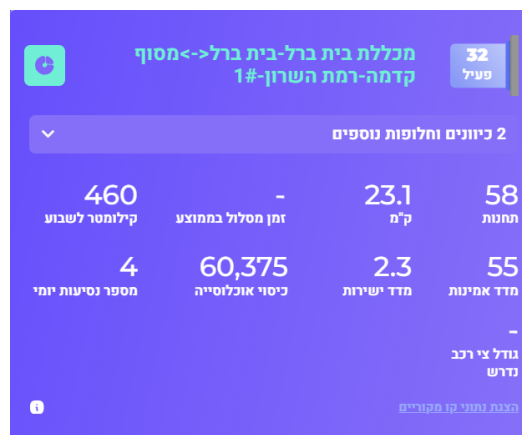 32
פעיל
מכללת בית ברל-בית ברל<->מסוף
קדמה-רמת השרון-1#
2 כיוונים וחלופות נוספים
58
תחנות
23.1
ק"מ
-
זמן מסלול בממוצע
460
קילומטר לשבוע
55
מדד אמינות
2.3
מדד ישירות
60,375
כיסוי אוכלוסייה
4
מספר נסיעות יומי
-
גודל צי רכב
נדרש
הצגת נתוני קו מקוריים
i